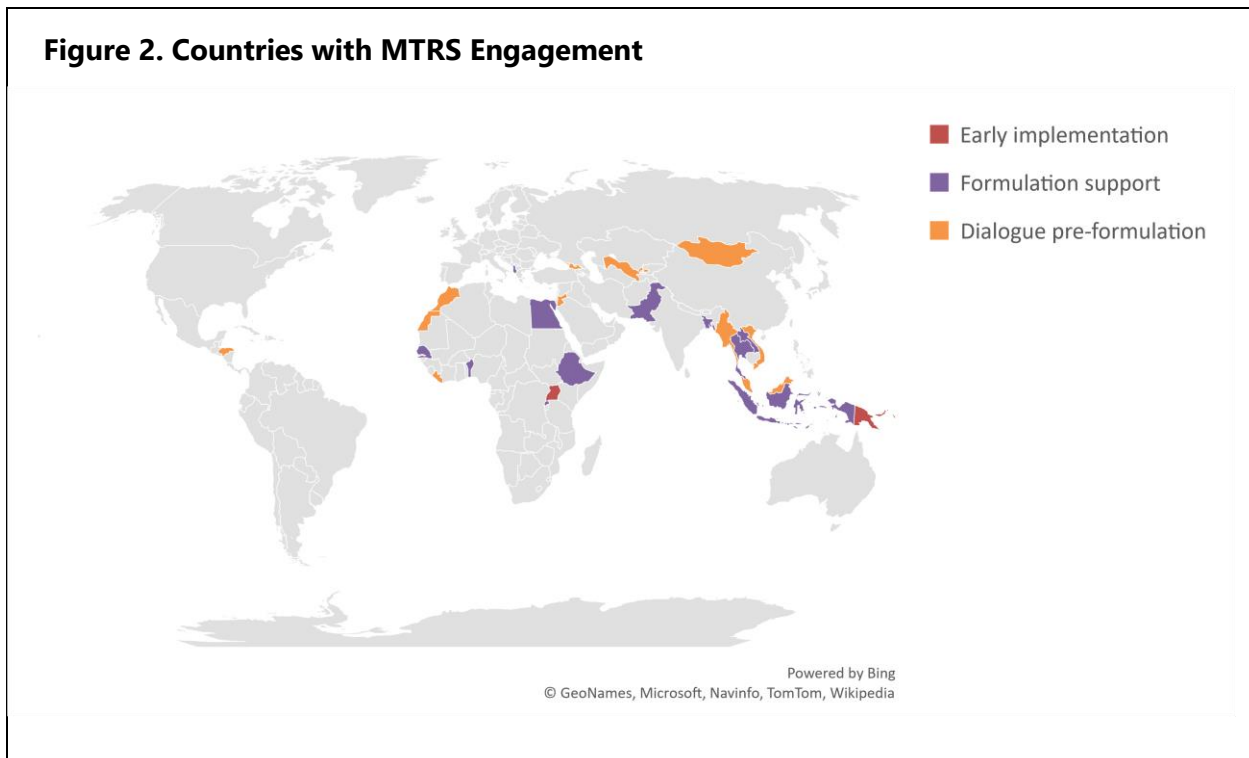 Figure 2. Countries with MTRS Engagement
Early implementation
Formulation support
Dialogue pre-formulation
Powered by Bing
© GeoNames, Microsoft, Navinfo, TomTom, Wikipedia